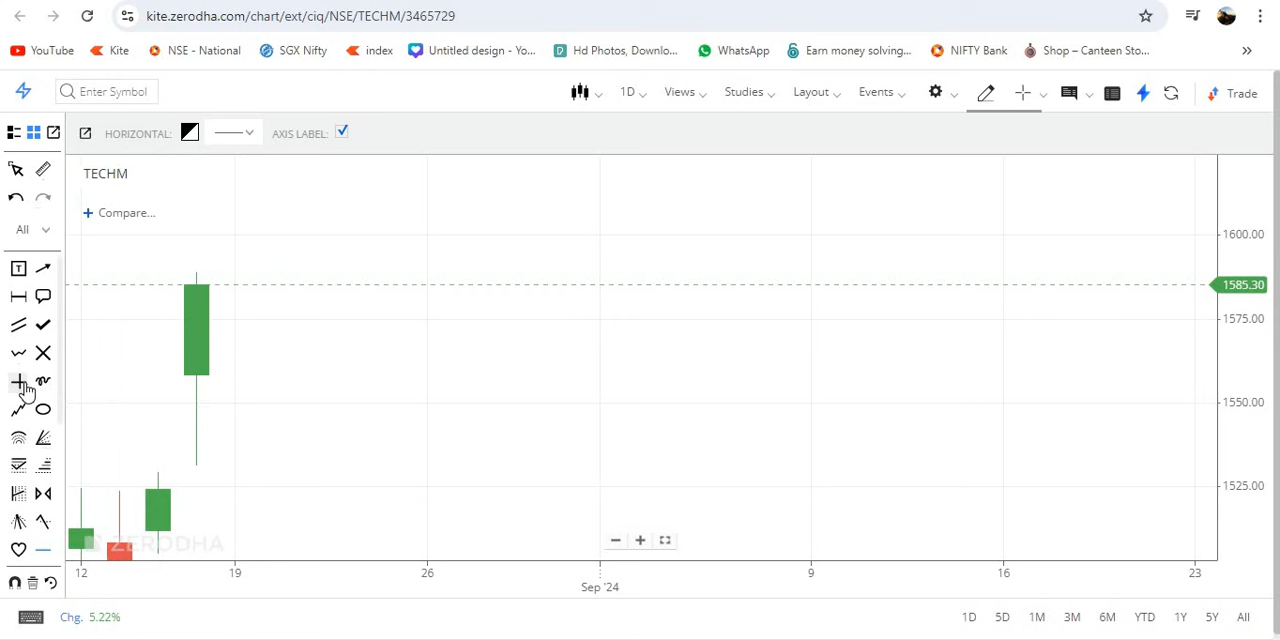 kite.zerodha.com/chart/ext/ciq/NSE/TECHM/3465729
YouTube Kite NSE - National SGX Nifty index Untitled design - Yo... Hd Photos, Downlo... WhatsApp Earn money solving... NIFTY Bank Shop – Canteen Sto... »
Enter Symbol 1D Views Studies Layout Events Trade
HORIZONTAL: AXIS LABEL:
TECHM
+ Compare...
All
T
1600.00
1585.30
1575.00
1550.00
1525.00
ZERODHA
12 19 26 9 16 23
Sep '24
Chg. 5.22% 1D 5D 1M 3M 6M YTD 1Y 5Y All